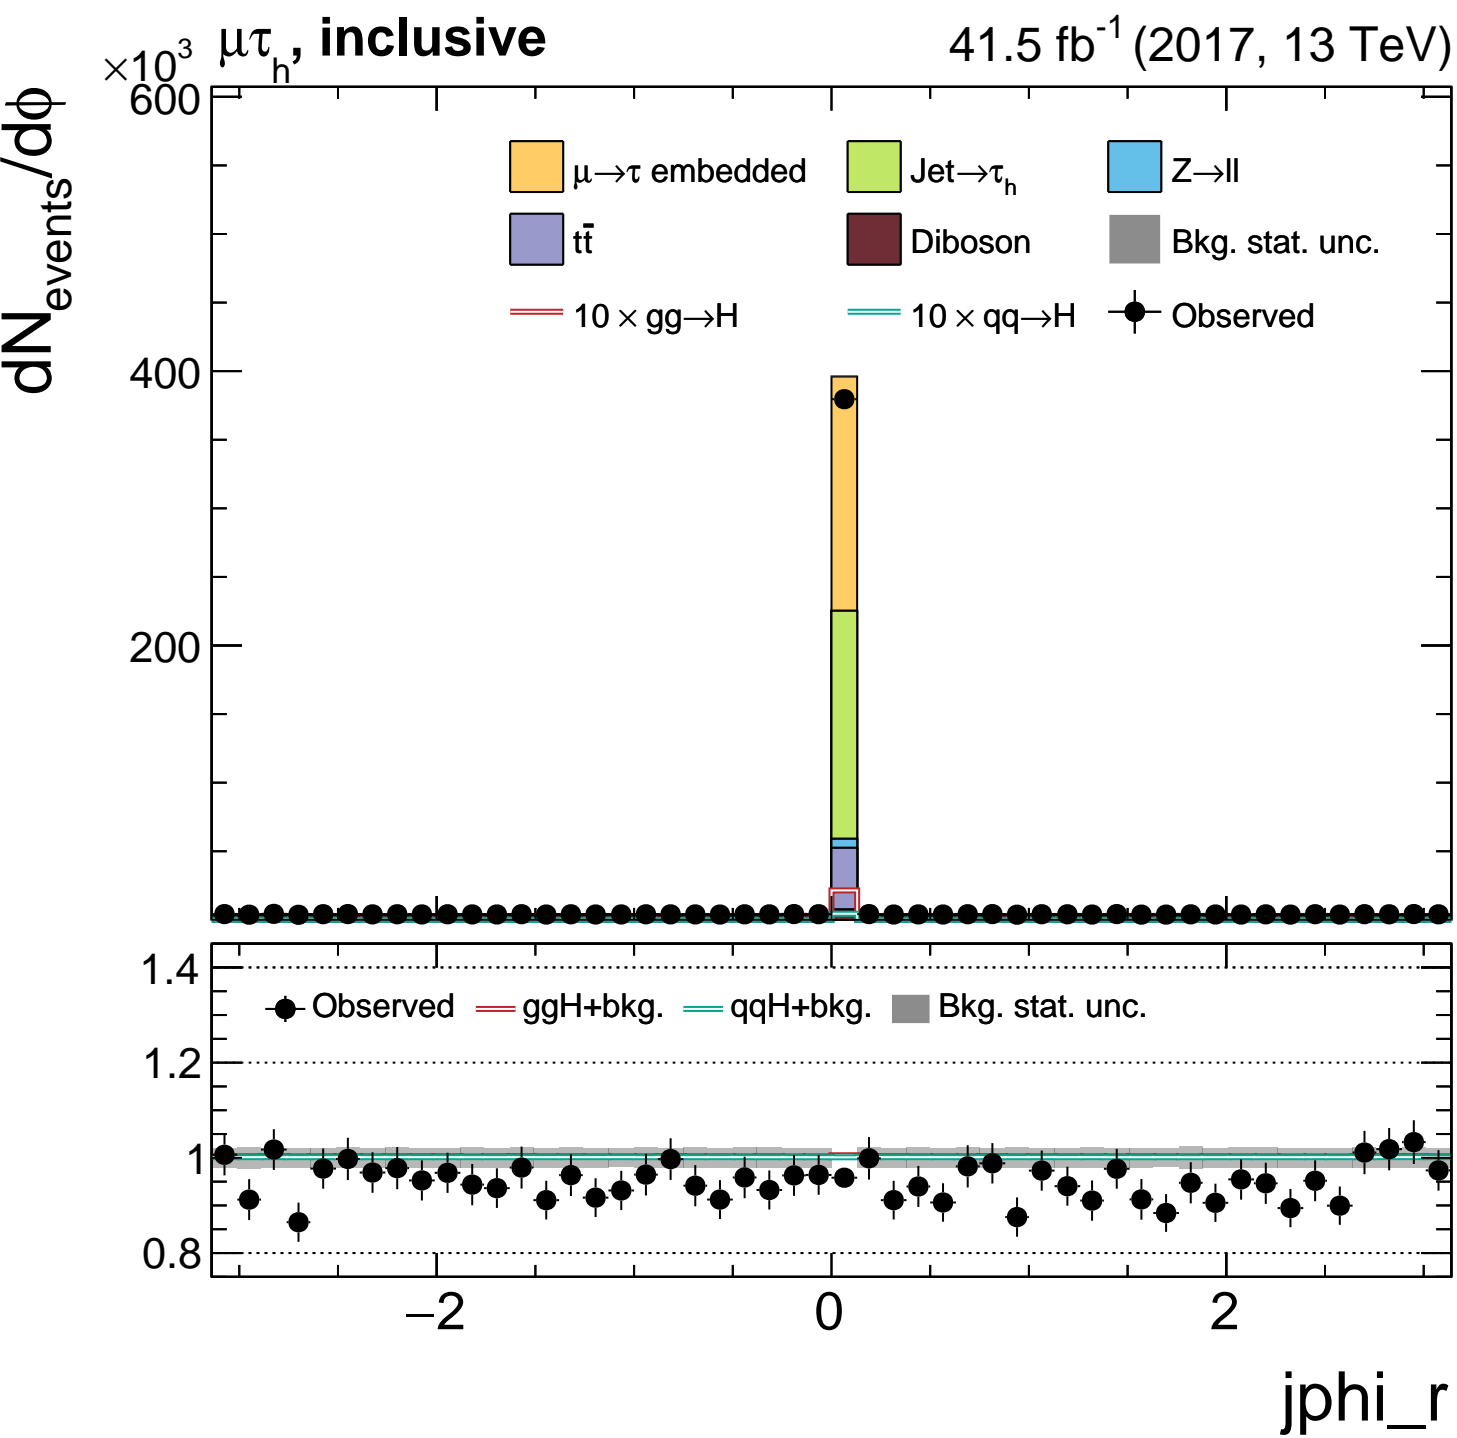 ×10³ μτₕ, inclusive 41.5 fb⁻¹ (2017, 13 TeV)
dN_events/dϕ
600
400
200
μ→τ embedded Jet→τₕ Z→ll
tt̄ Diboson Bkg. stat. unc.
10 × gg→H 10 × qq→H Observed
1.4
Observed ggH+bkg. qqH+bkg. Bkg. stat. unc.
1.2
1
0.8
−2 0 2
jphi_r